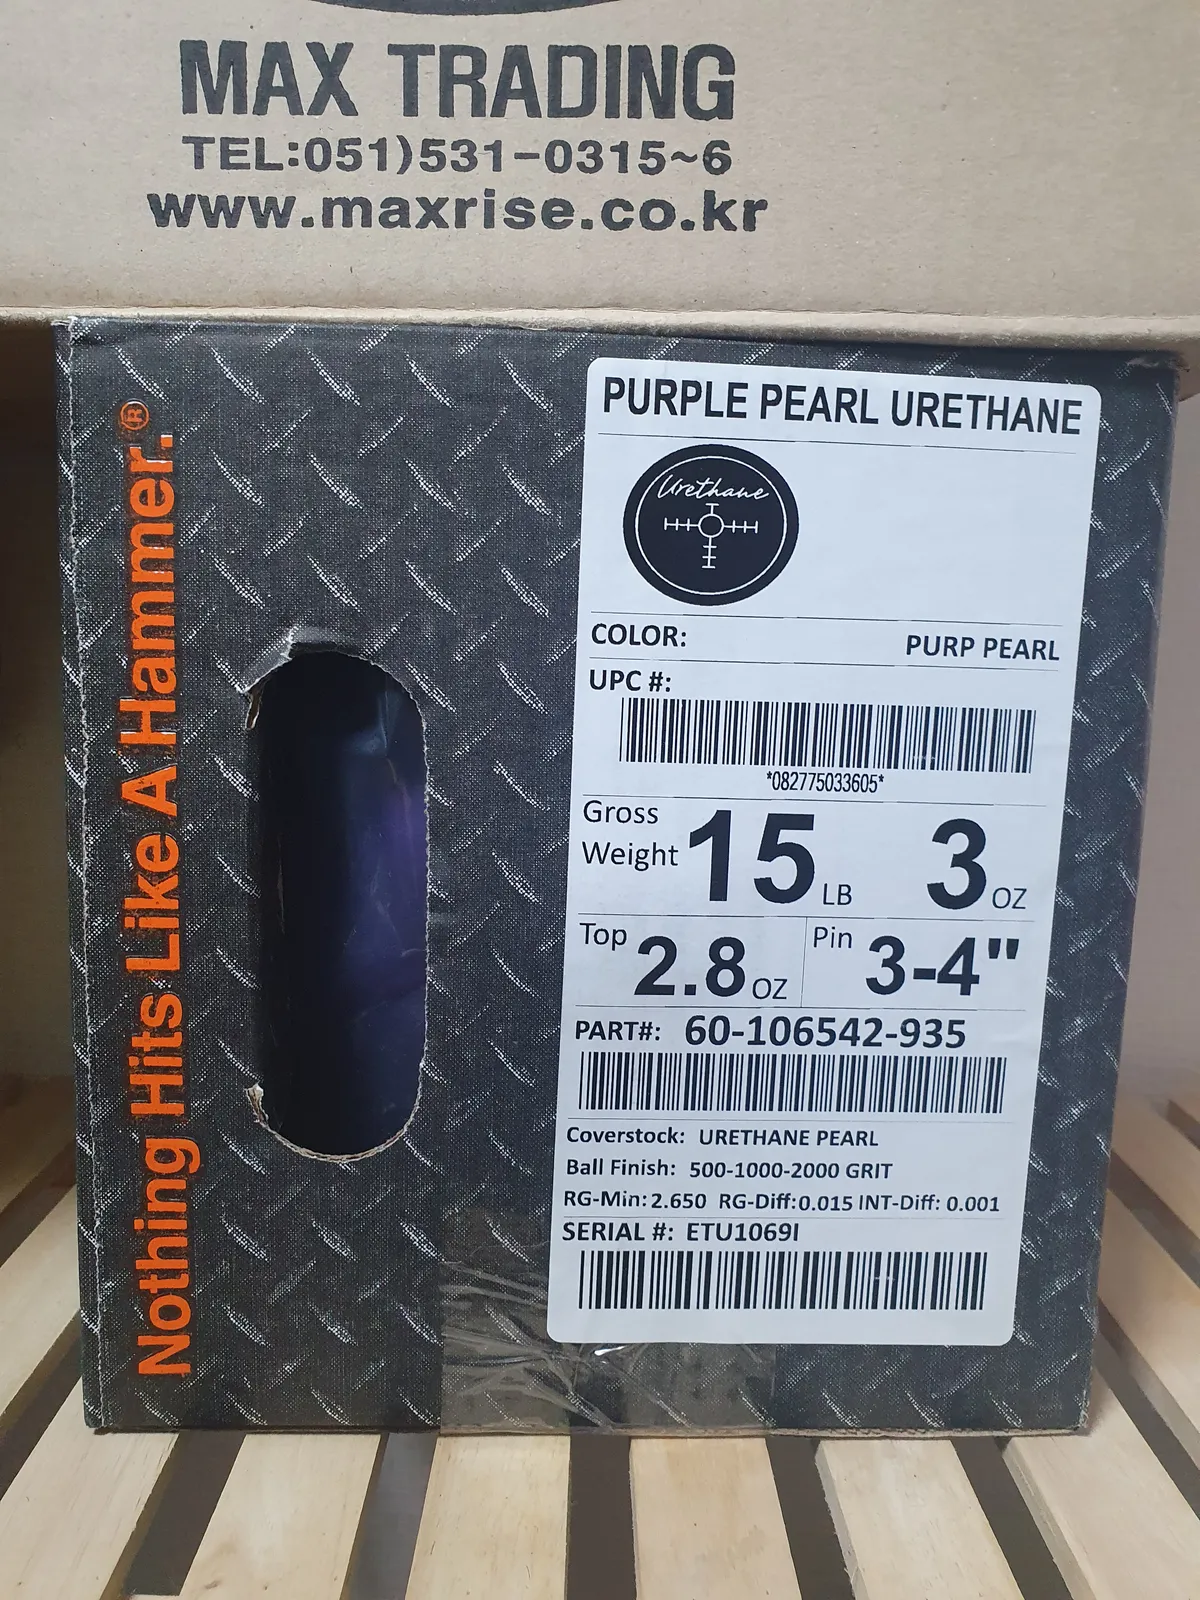 MAX TRADING
TEL:051)531-0315~6
www.maxrise.co.kr
Nothing Hits Like A Hammer.®
PURPLE PEARL URETHANE
Urethane
COLOR: PURP PEARL
UPC #:
*082775033605*
Gross Weight 15 LB 3 OZ
Top 2.8 OZ Pin 3-4"
PART#: 60-106542-935
Coverstock: URETHANE PEARL
Ball Finish: 500-1000-2000 GRIT
RG-Min: 2.650 RG-Diff: 0.015 INT-Diff: 0.001
SERIAL #: ETU1069I